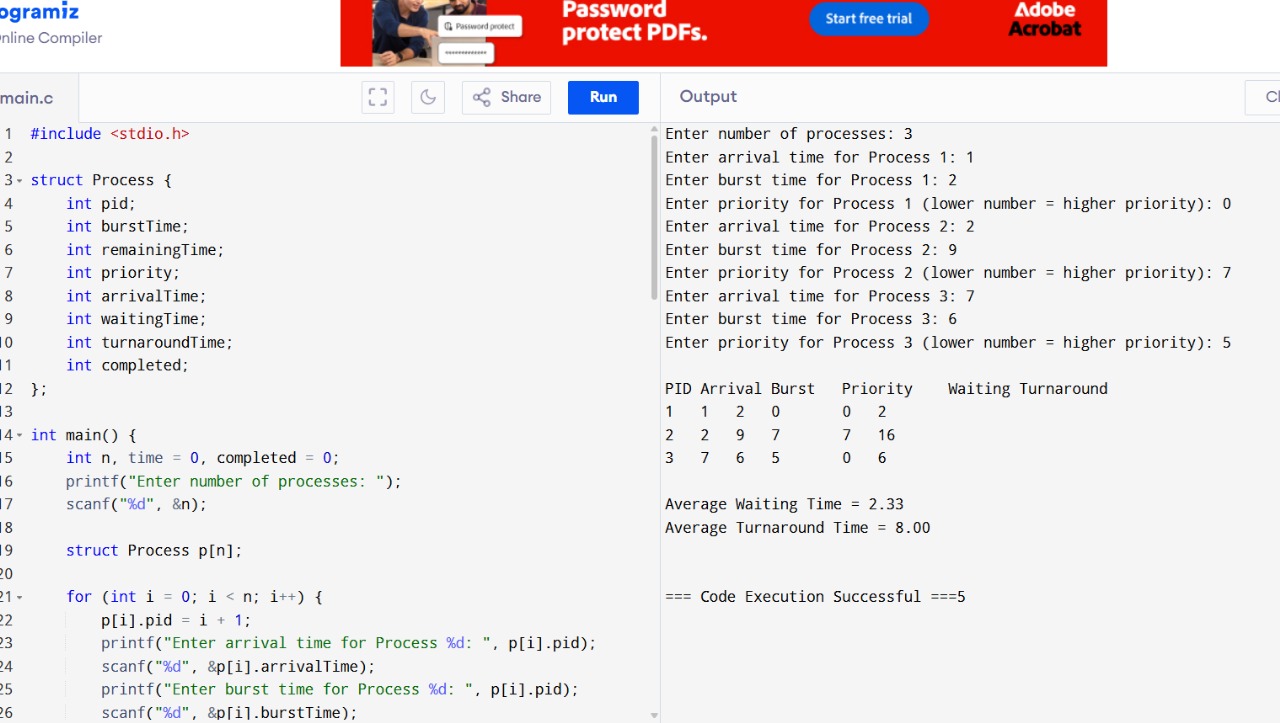 ogramiz
nline Compiler
Password protect
Password
protect PDFs.
Start free trial
Adobe
Acrobat
main.c
Share
Run
Output
1 #include <stdio.h>
2
3 struct Process {
4 int pid;
5 int burstTime;
6 int remainingTime;
7 int priority;
8 int arrivalTime;
9 int waitingTime;
10 int turnaroundTime;
11 int completed;
12 };
13
14 int main() {
15 int n, time = 0, completed = 0;
16 printf("Enter number of processes: ");
17 scanf("%d", &n);
18
19 struct Process p[n];
20
21 for (int i = 0; i < n; i++) {
22 p[i].pid = i + 1;
23 printf("Enter arrival time for Process %d: ", p[i].pid);
24 scanf("%d", &p[i].arrivalTime);
25 printf("Enter burst time for Process %d: ", p[i].pid);
26 scanf("%d", &p[i].burstTime);
Enter number of processes: 3
Enter arrival time for Process 1: 1
Enter burst time for Process 1: 2
Enter priority for Process 1 (lower number = higher priority): 0
Enter arrival time for Process 2: 2
Enter burst time for Process 2: 9
Enter priority for Process 2 (lower number = higher priority): 7
Enter arrival time for Process 3: 7
Enter burst time for Process 3: 6
Enter priority for Process 3 (lower number = higher priority): 5
PID Arrival Burst Priority Waiting Turnaround
1 1 2 0 0 2
2 2 9 7 7 16
3 7 6 5 0 6
Average Waiting Time = 2.33
Average Turnaround Time = 8.00
=== Code Execution Successful ===5